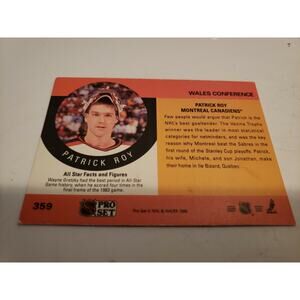 WALES CONFERENCE
PATRICK ROY
MONTREAL CANADIENS®
Few people would argue that Patrick is the
NHL's best goaltender. The Vezina Trophy
winner was the leader in most statistical
categories for netminders, and was the key
reason why Montreal beat the Sabres in the
first round of the Stanley Cup playoffs. Patrick,
his wife, Michele, and son Jonathan, make
their home in Ile Bizard, Quebec.
PATRICK ROY
All Star Facts and Figures
Wayne Gretzky had the best period in All-Star
Game history, when he scored four times in the
final frame of the 1983 game.
359
PRO
SET
Pro Set © NHL & NHLPA 1990